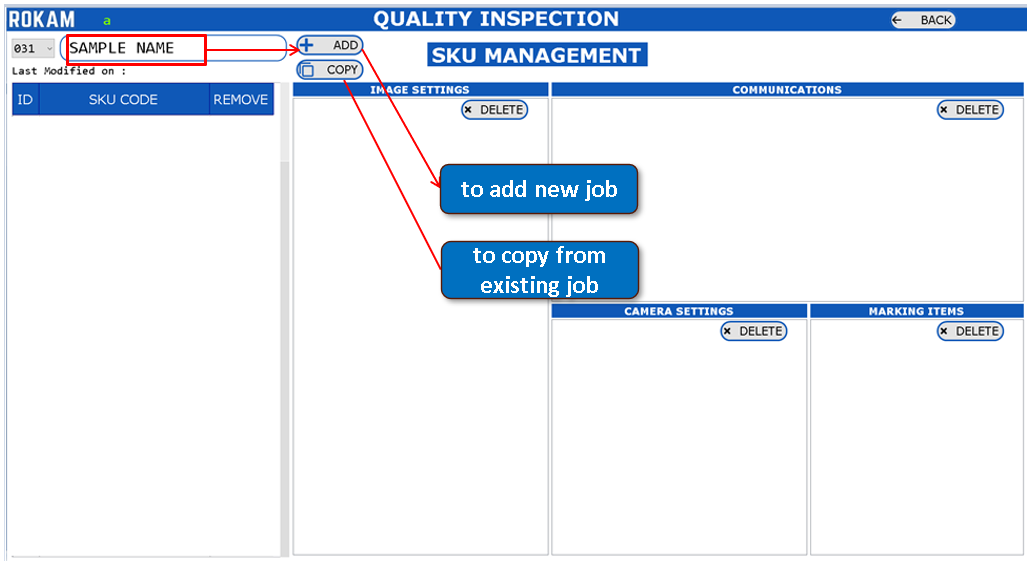 ROKAM a QUALITY INSPECTION ← BACK
031 SAMPLE NAME + ADD
SKU MANAGEMENT
Last Modified on :
COPY
ID SKU CODE REMOVE
IMAGE SETTINGS
× DELETE
COMMUNICATIONS
× DELETE
to add new job
to copy from
existing job
CAMERA SETTINGS
× DELETE
MARKING ITEMS
× DELETE